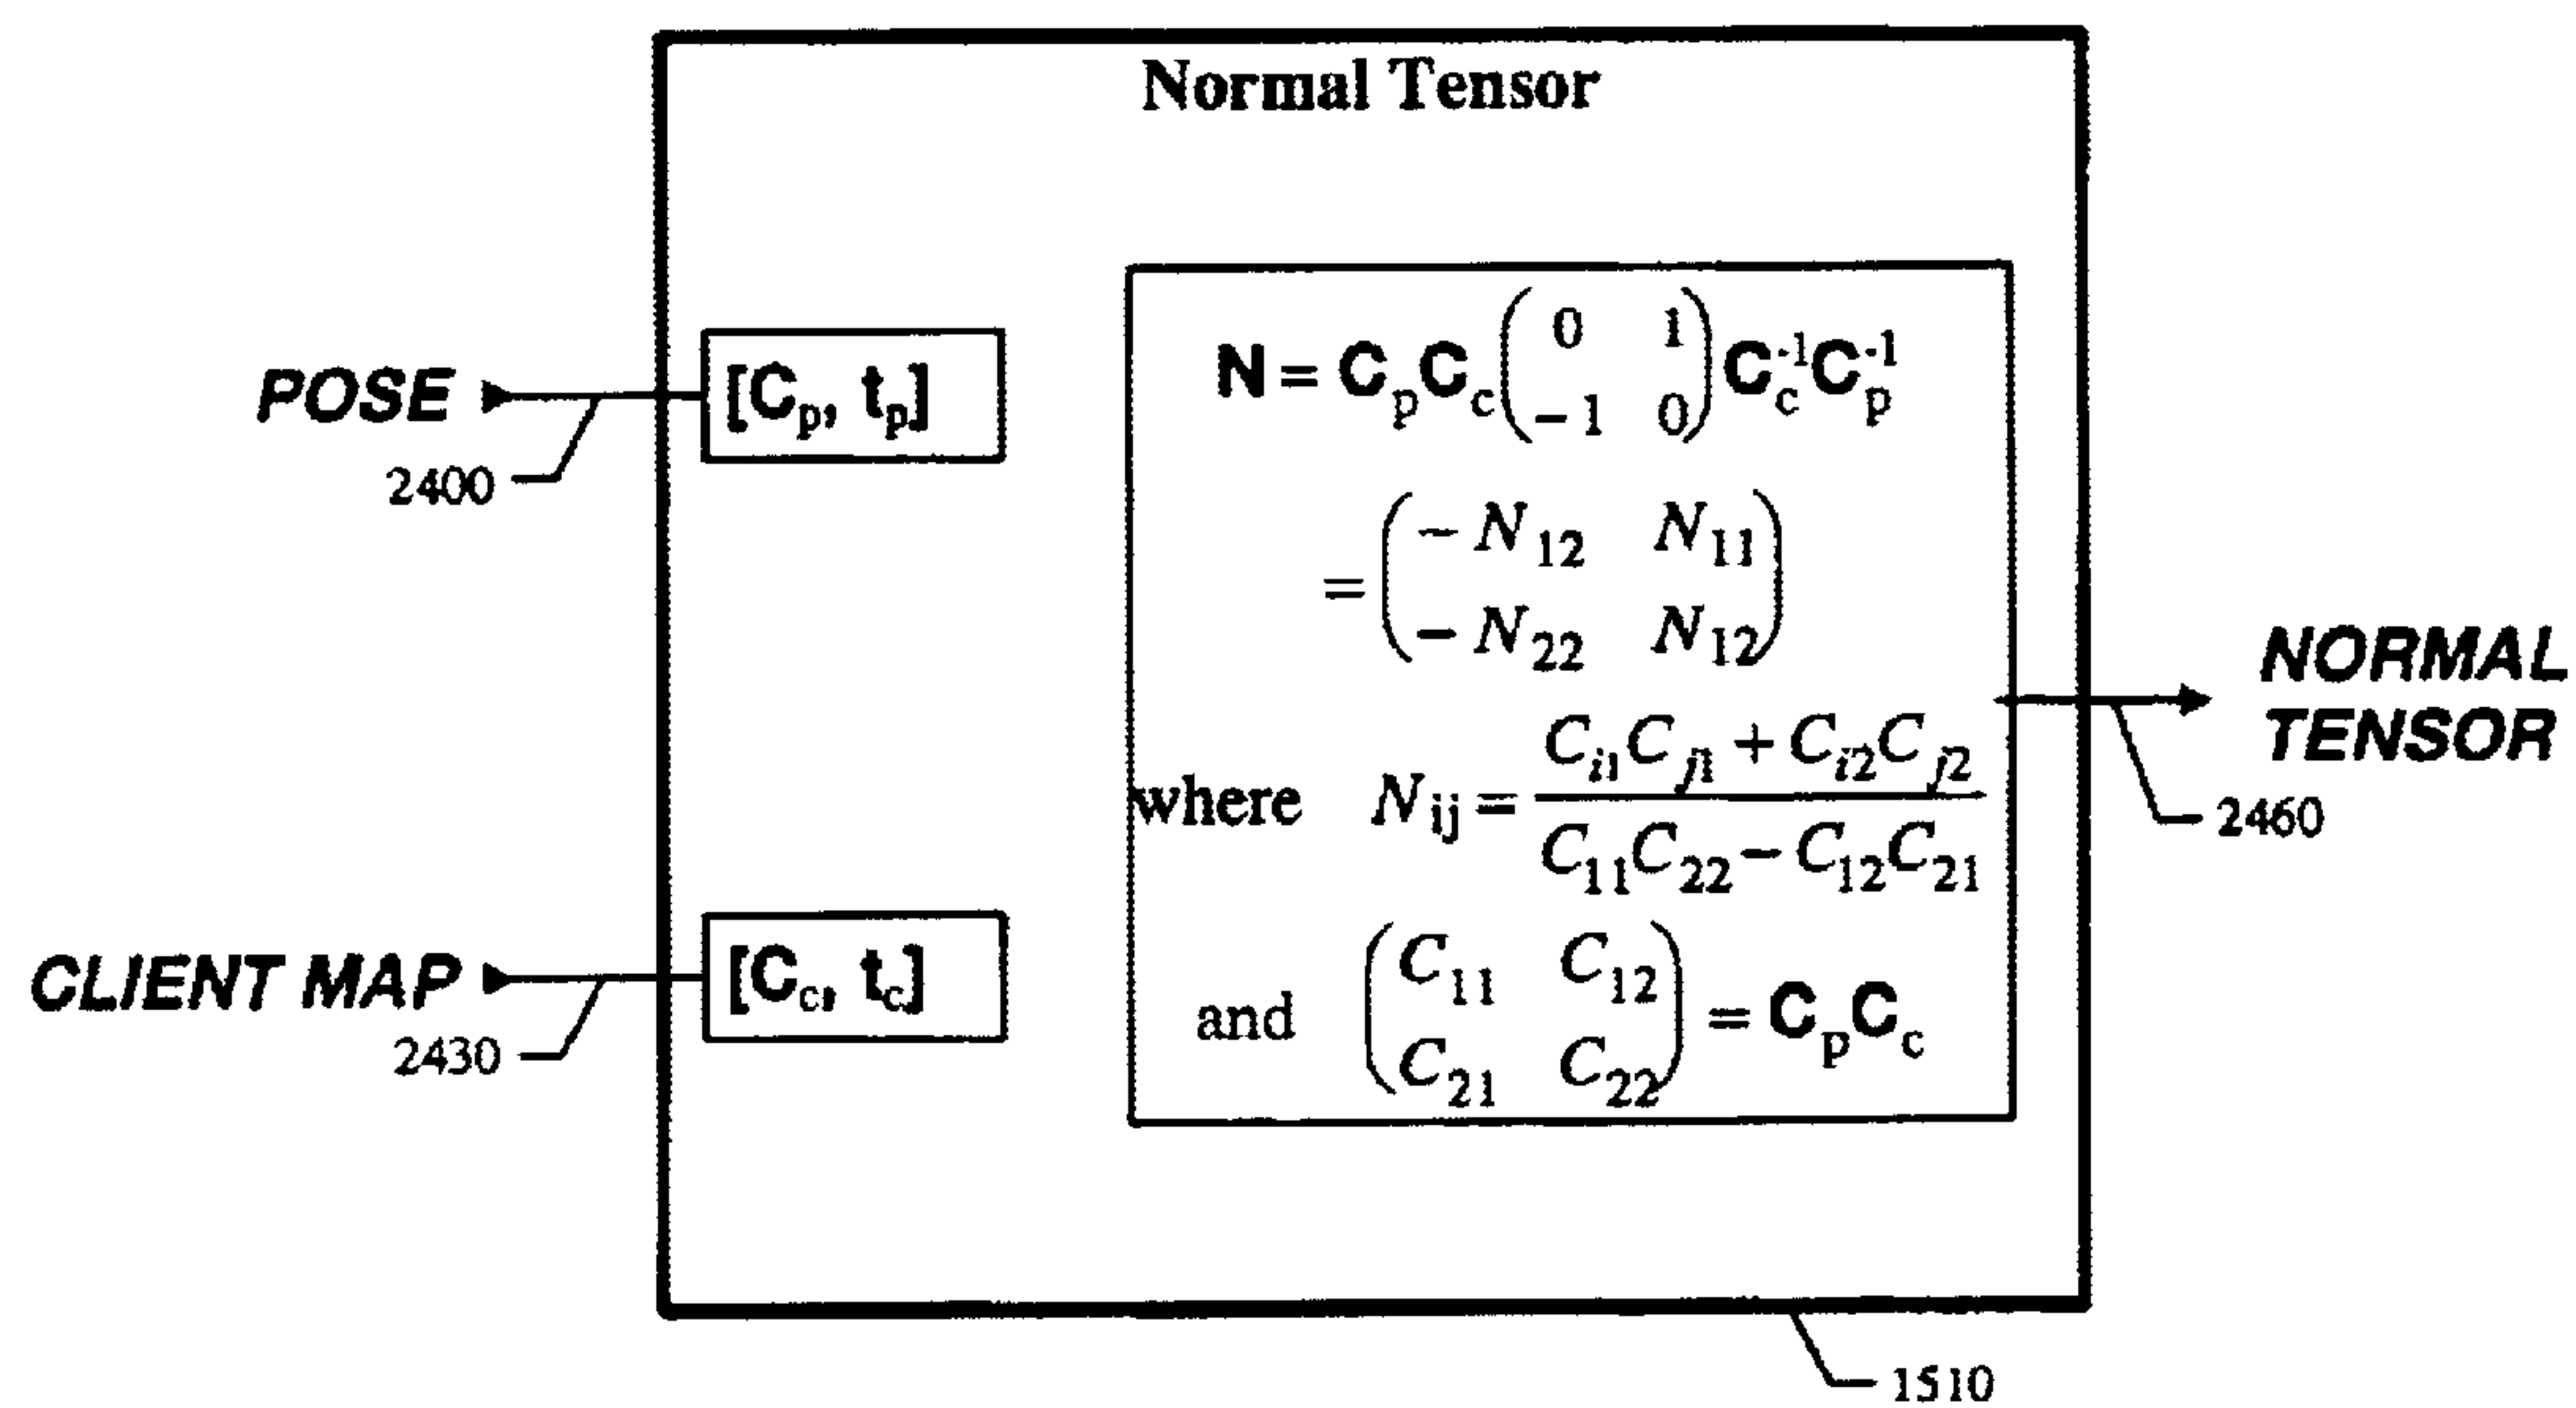 Normal Tensor
POSE
2400
[Cp, tp]
CLIENT MAP
2430
[Cc, tc]
N = CpCc ( 0 1 ; -1 0 ) Cc^-1 Cp^-1
= ( -N12 N11 ; -N22 N12 )
where Nij = (Ci1Cj1 + Ci2Cj2) / (C11C22 - C12C21)
and ( C11 C12 ; C21 C22 ) = CpCc
NORMAL
TENSOR
2460
1510